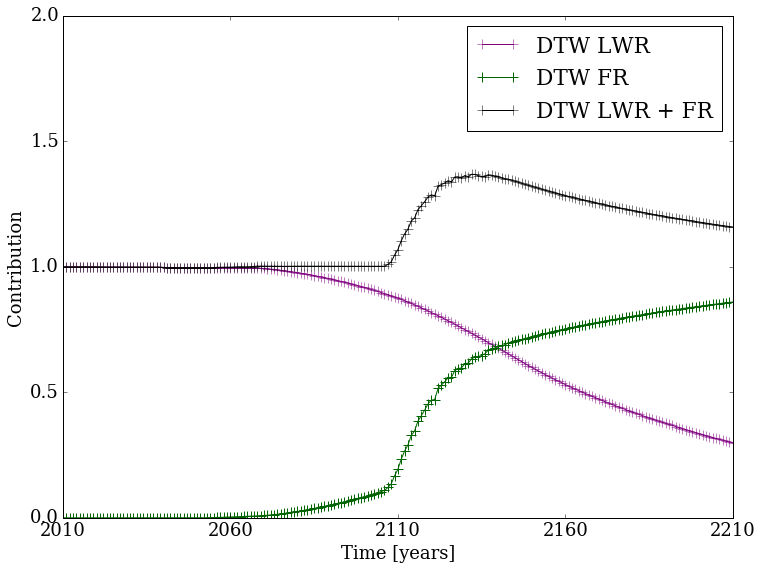 2.0
1.5
1.0
0.5
0.0
Contribution
2010
2060
2110
2160
2210
Time [years]
DTW LWR
DTW FR
DTW LWR + FR